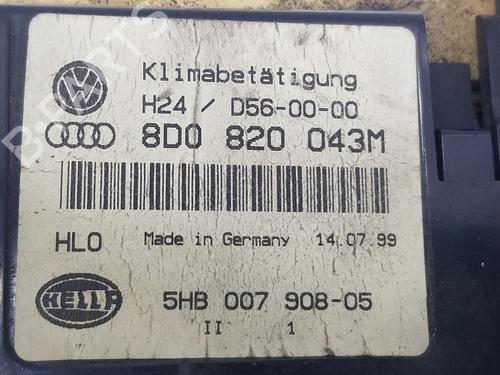 Klimabetätigung
H24 / D56-00-00
8D0 820 043M
HLO Made in Germany 14.07.99
HELLA 5HB 007 908-05
II 1
B-PARTS